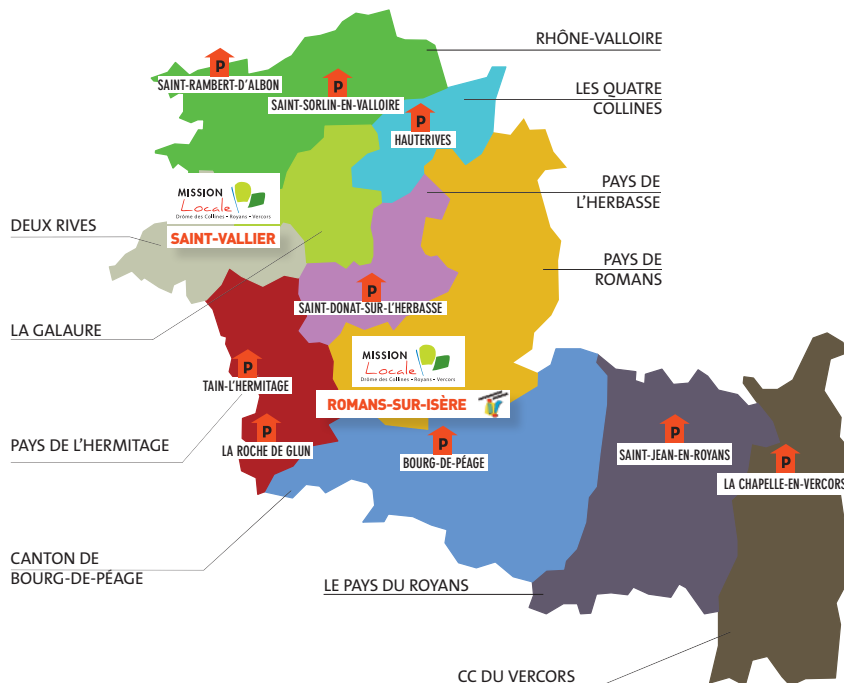 RHÔNE-VALLOIRE
P
SAINT-RAMBERT-D'ALBON
P
SAINT-SORLIN-EN-VALLOIRE
LES QUATRE
COLLINES
P
HAUTERIVES
PAYS DE
L'HERBASSE
MISSION
Locale
Drôme des Collines • Royans • Vercors
SAINT-VALLIER
DEUX RIVES
PAYS DE
ROMANS
P
SAINT-DONAT-SUR-L'HERBASSE
LA GALAURE
MISSION
Locale
Drôme des Collines • Royans • Vercors
ROMANS-SUR-ISÈRE
P
TAIN-L'HERMITAGE
PAYS DE L'HERMITAGE
P
LA ROCHE DE GLUN
P
BOURG-DE-PÉAGE
P
SAINT-JEAN-EN-ROYANS
P
LA CHAPELLE-EN-VERCORS
CANTON DE
BOURG-DE-PÉAGE
LE PAYS DU ROYANS
CC DU VERCORS